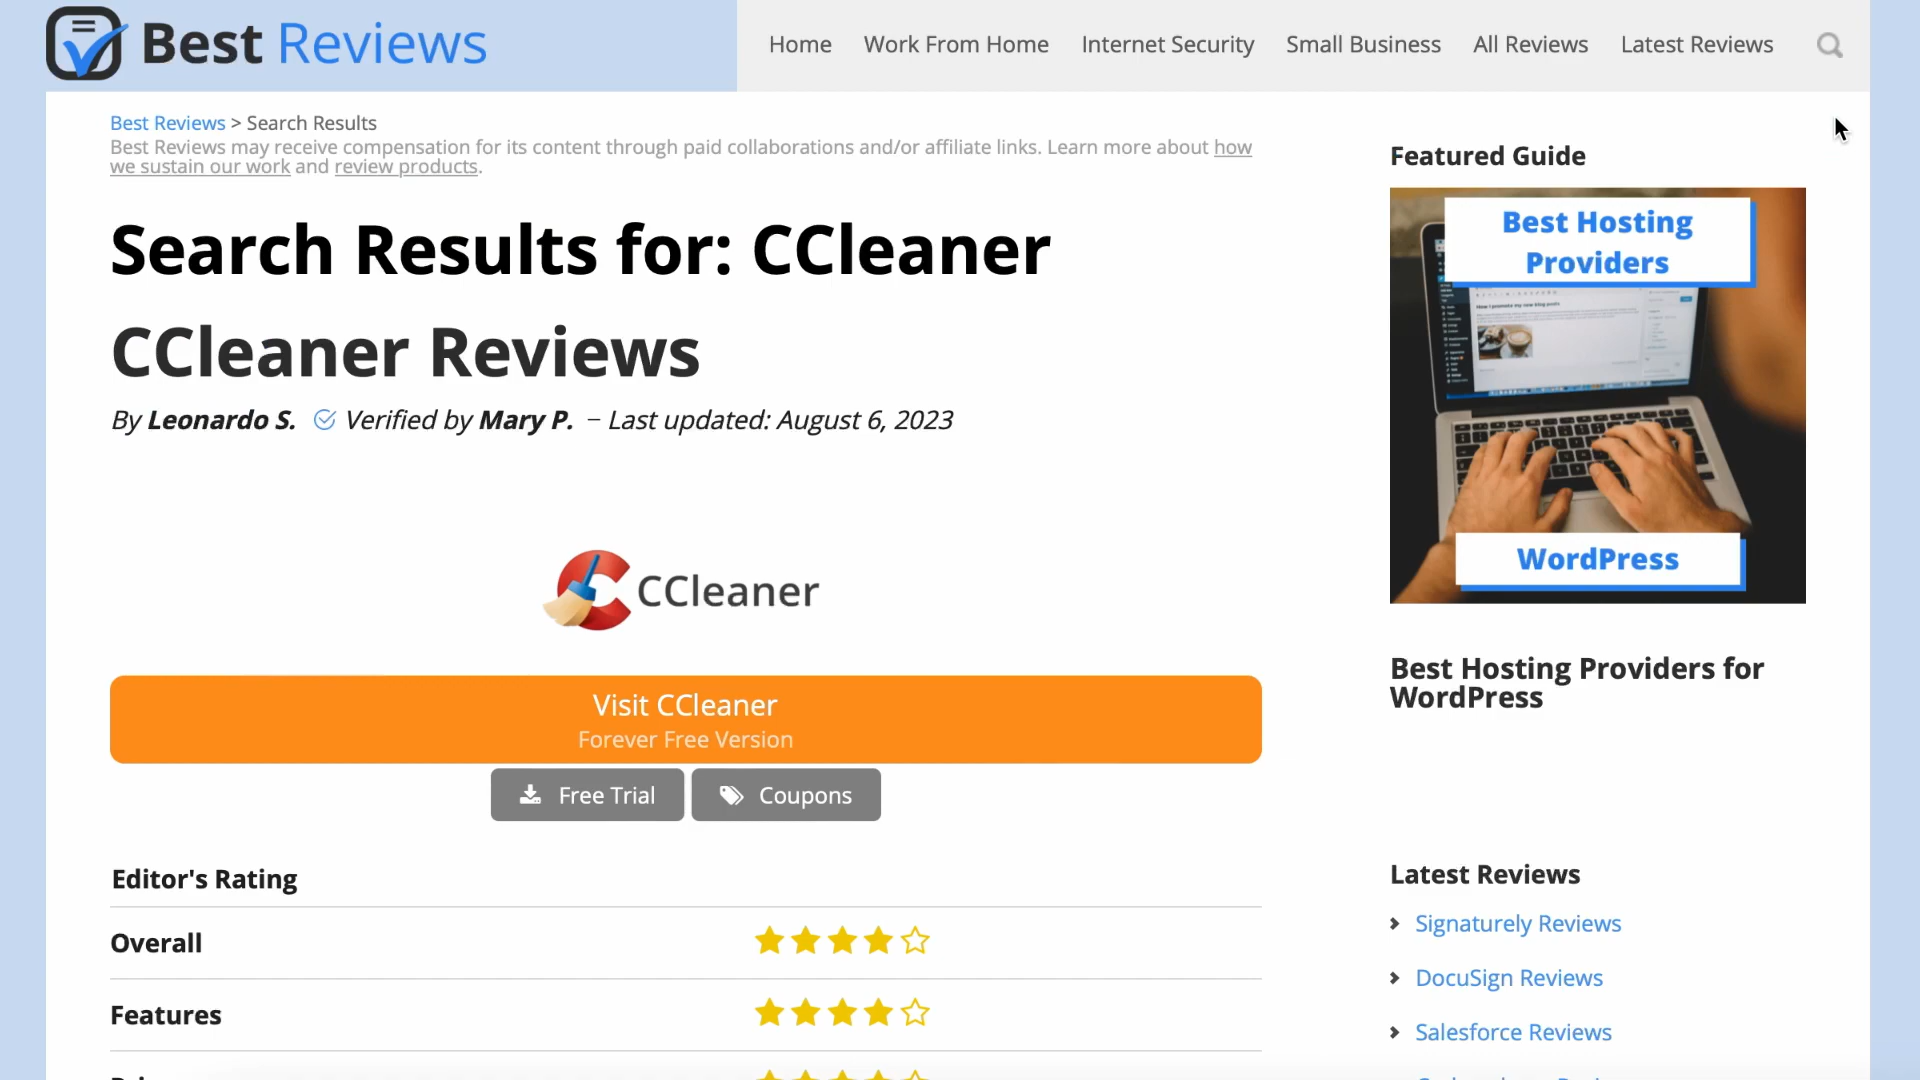 Best Reviews
Home Work From Home Internet Security Small Business All Reviews Latest Reviews
Best Reviews > Search Results
Best Reviews may receive compensation for its content through paid collaborations and/or affiliate links. Learn more about how
we sustain our work and review products.
Search Results for: CCleaner
CCleaner Reviews
By Leonardo S. Verified by Mary P. – Last updated: August 6, 2023
CCleaner
Visit CCleaner
Forever Free Version
Free Trial Coupons
Editor's Rating
Overall
Features
Featured Guide
Best Hosting
Providers
WordPress
Best Hosting Providers for
WordPress
Latest Reviews
Signaturely Reviews
DocuSign Reviews
Salesforce Reviews